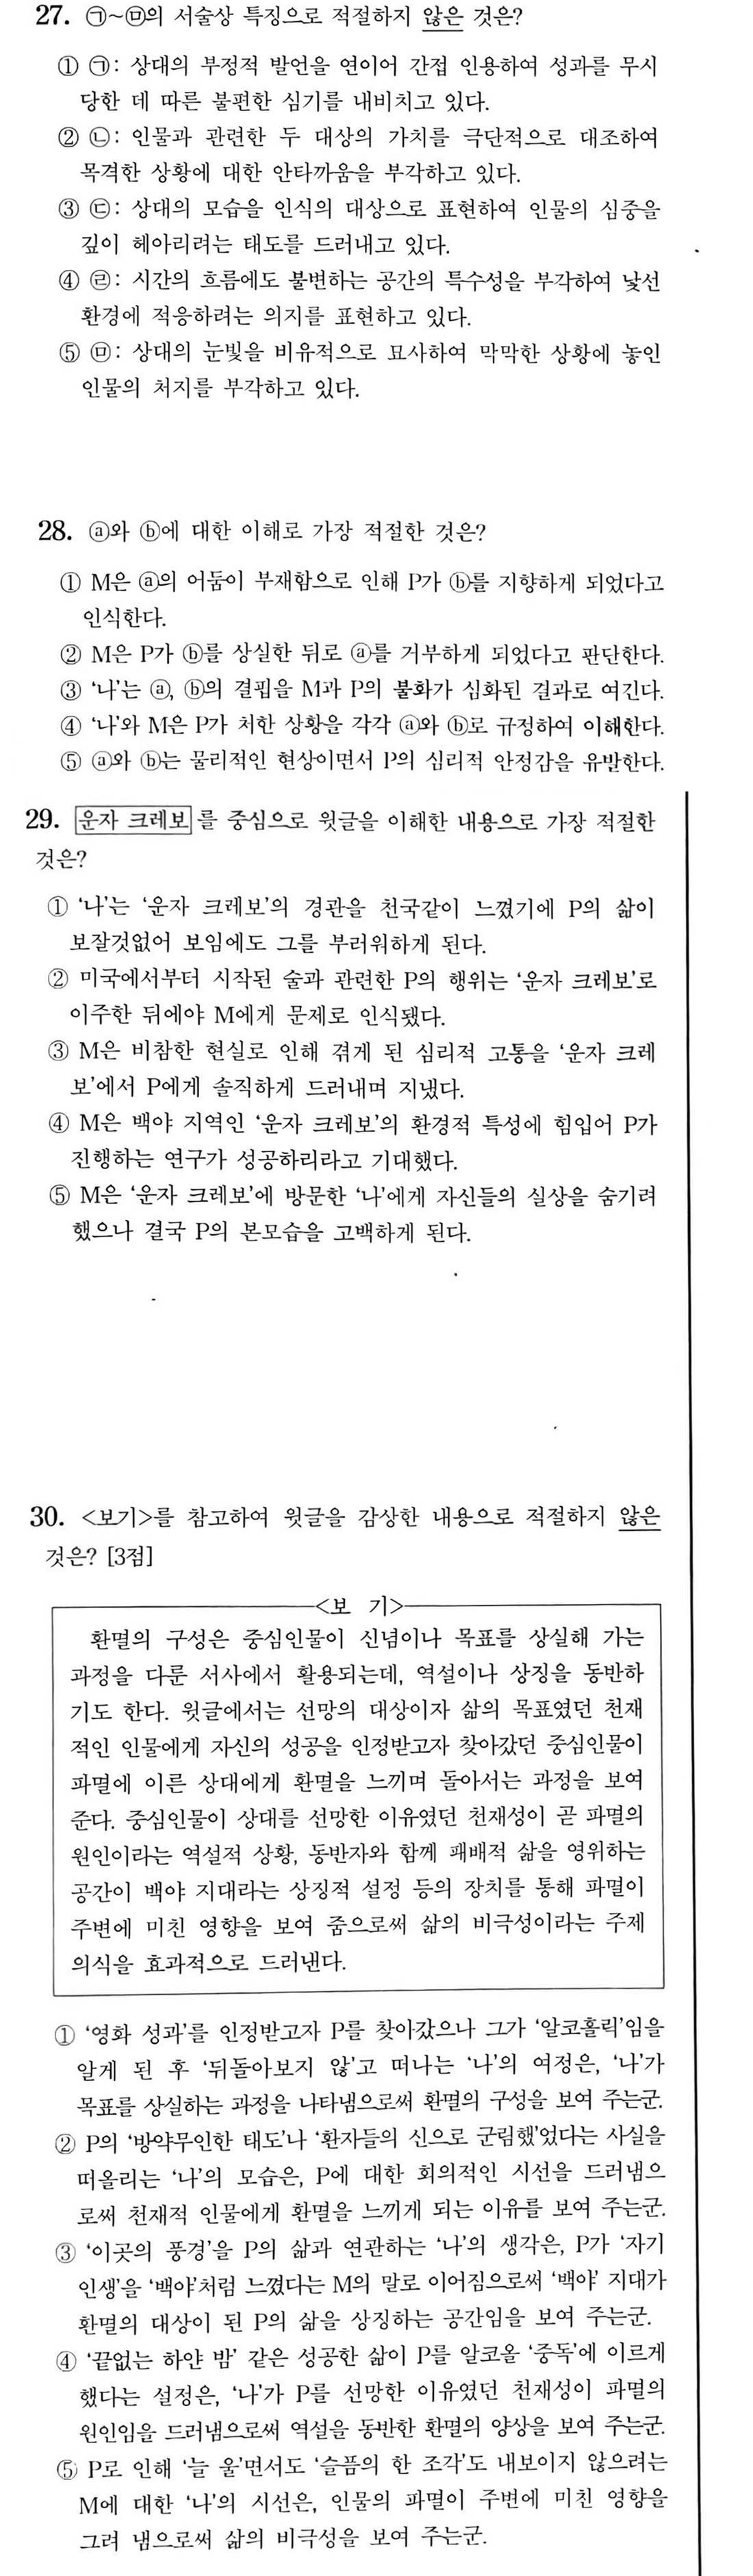 27. ㉠~㉤의 서술상 특징으로 적절하지 않은 것은?
① ㉠: 상대의 부정적 발언을 연이어 간접 인용하여 성과를 무시
당한 데 따른 불편한 심기를 내비치고 있다.
② ㉡: 인물과 관련한 두 대상의 가치를 극단적으로 대조하여
목격한 상황에 대한 안타까움을 부각하고 있다.
③ ㉢: 상대의 모습을 인식의 대상으로 표현하여 인물의 심중을
깊이 헤아리려는 태도를 드러내고 있다.
④ ㉣: 시간의 흐름에도 불변하는 공간의 특수성을 부각하여 낯선
환경에 적응하려는 의지를 표현하고 있다.
⑤ ㉤: 상대의 눈빛을 비유적으로 묘사하여 막막한 상황에 놓인
인물의 처지를 부각하고 있다.
28. ⓐ와 ⓑ에 대한 이해로 가장 적절한 것은?
① M은 ⓐ의 어둠이 부재함으로 인해 P가 ⓑ를 지향하게 되었다고
인식한다.
② M은 P가 ⓑ를 상실한 뒤로 ⓐ를 거부하게 되었다고 판단한다.
③ ‘나’는 ⓐ, ⓑ의 결핍을 M과 P의 불화가 심화된 결과로 여긴다.
④ ‘나’와 M은 P가 처한 상황을 각각 ⓐ와 ⓑ로 규정하여 이해한다.
⑤ ⓐ와 ⓑ는 물리적인 현상이면서 P의 심리적 안정감을 유발한다.
29. 운자 크레보를 중심으로 윗글을 이해한 내용으로 가장 적절한
것은?
① ‘나’는 ‘운자 크레보’의 경관을 천국같이 느꼈기에 P의 삶이
보잘것없어 보임에도 그를 부러워하게 된다.
② 미국에서부터 시작된 술과 관련한 P의 행위는 ‘운자 크레보’로
이주한 뒤에야 M에게 문제로 인식됐다.
③ M은 비참한 현실로 인해 겪게 된 심리적 고통을 ‘운자 크레
보’에서 P에게 솔직하게 드러내며 지냈다.
④ M은 백야 지역인 ‘운자 크레보’의 환경적 특성에 힘입어 P가
진행하는 연구가 성공하리라고 기대했다.
⑤ M은 ‘운자 크레보’에 방문한 ‘나’에게 자신들의 실상을 숨기려
했으나 결국 P의 본모습을 고백하게 된다.
30. <보기>를 참고하여 윗글을 감상한 내용으로 적절하지 않은
것은? [3점]
<보 기>
환멸의 구성은 중심인물이 신념이나 목표를 상실해 가는
과정을 다룬 서사에서 활용되는데, 역설이나 상징을 동반하
기도 한다. 윗글에서는 선망의 대상이자 삶의 목표였던 천재
적인 인물에게 자신의 성공을 인정받고자 찾아갔던 중심인물이
파멸에 이른 상대에게 환멸을 느끼며 돌아서는 과정을 보여
준다. 중심인물이 상대를 선망한 이유였던 천재성이 곧 파멸의
원인이라는 역설적 상황, 동반자와 함께 패배적 삶을 영위하는
공간이 백야 지대라는 상징적 설정 등의 장치를 통해 파멸이
주변에 미친 영향을 보여 줌으로써 삶의 비극성이라는 주제
의식을 효과적으로 드러낸다.
① ‘영화 성과’를 인정받고자 P를 찾아갔으나 그가 ‘알코홀릭’임을
알게 된 후 ‘뒤돌아보지 않’고 떠나는 ‘나’의 여정은, ‘나’가
목표를 상실하는 과정을 나타냄으로써 환멸의 구성을 보여 주는군.
② P의 ‘방약무인한 태도’나 ‘환자들의 신으로 군림했’었다는 사실을
떠올리는 ‘나’의 모습은, P에 대한 회의적인 시선을 드러냄으
로써 천재적 인물에게 환멸을 느끼게 되는 이유를 보여 주는군.
③ ‘이곳의 풍경’을 P의 삶과 연관하는 ‘나’의 생각은, P가 ‘자기
인생’을 ‘백야’처럼 느꼈다는 M의 말로 이어짐으로써 ‘백야’ 지대가
환멸의 대상이 된 P의 삶을 상징하는 공간임을 보여 주는군.
④ ‘끝없는 하얀 밤’ 같은 성공한 삶이 P를 알코올 ‘중독’에 이르게
했다는 설정은, ‘나’가 P를 선망한 이유였던 천재성이 파멸의
원인임을 드러냄으로써 역설을 동반한 환멸의 양상을 보여 주는군.
⑤ P로 인해 ‘늘 울’면서도 ‘슬픔의 한 조각’도 내보이지 않으려는
M에 대한 ‘나’의 시선은, 인물의 파멸이 주변에 미친 영향을
그려 냄으로써 삶의 비극성을 보여 주는군.